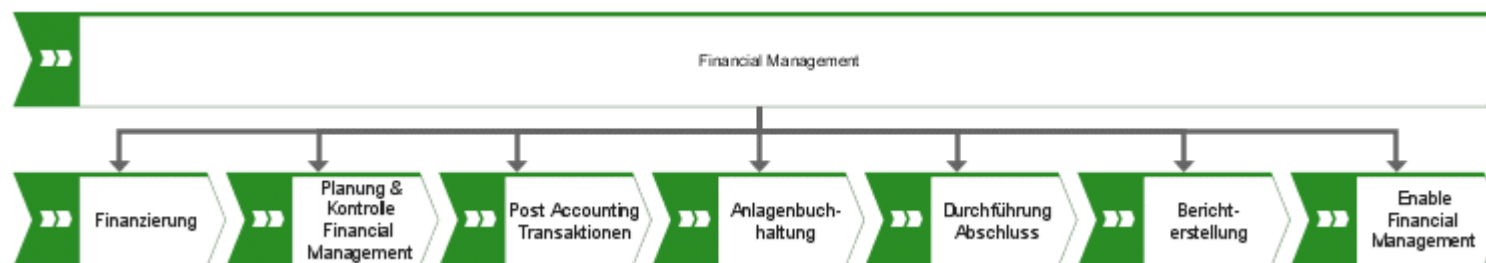 Financial Management
Finanzierung
Planung &
Kontrolle
Financial
Management
Post Accounting
Transaktionen
Anlagenbuch-
haltung
Durchführung
Abschluss
Bericht-
erstellung
Enable
Financial
Management